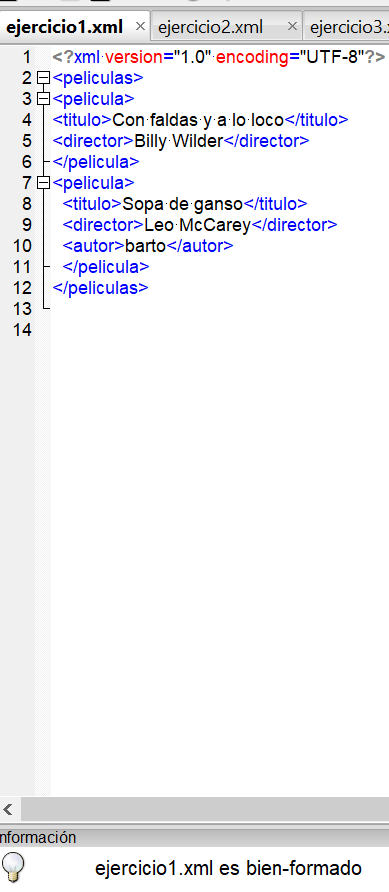 ejercicio1.xml × ejercicio2.xml × ejercicio3.
1 <?xml version="1.0" encoding="UTF-8"?>
2 <peliculas>
3 <pelicula>
4 <titulo>Con faldas y a lo loco</titulo>
5 <director>Billy Wilder</director>
6 </pelicula>
7 <pelicula>
8 <titulo>Sopa de ganso</titulo>
9 <director>Leo McCarey</director>
10 <autor>barto</autor>
11 </pelicula>
12 </peliculas>
13
14
nformación
ejercicio1.xml es bien-formado